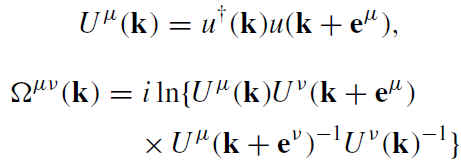 U^μ(𝐤) = u^†(𝐤)u(𝐤 + 𝐞^μ),
Ω^{μν}(𝐤) = i ln{U^μ(𝐤)U^ν(𝐤 + 𝐞^μ)
× U^μ(𝐤 + 𝐞^ν)^{−1}U^ν(𝐤)^{−1}}